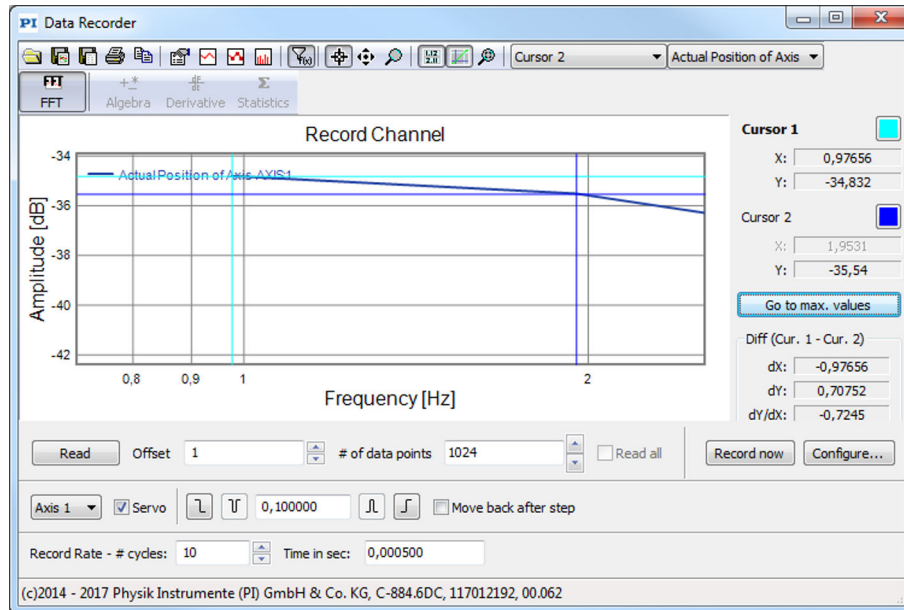 PI Data Recorder
Cursor 2
Actual Position of Axis
FFT
FFT
Algebra
Derivative
Statistics
Record Channel
Actual Position of Axis AXIS:1
Amplitude [dB]
-34
-36
-38
-40
-42
0,8
0,9
1
2
Frequency [Hz]
Cursor 1
X: 0,97656
Y: -34,832
Cursor 2
X: 1,9531
Y: -35,54
Go to max. values
Diff (Cur. 1 - Cur. 2)
dX: -0,97656
dY: 0,70752
dY/dX: -0,7245
Read Offset 1 # of data points 1024 Read all Record now Configure...
Axis 1 Servo 0,100000 Move back after step
Record Rate - # cycles: 10 Time in sec: 0,000500
(c)2014 - 2017 Physik Instrumente (PI) GmbH & Co. KG, C-884.6DC, 117012192, 00.062